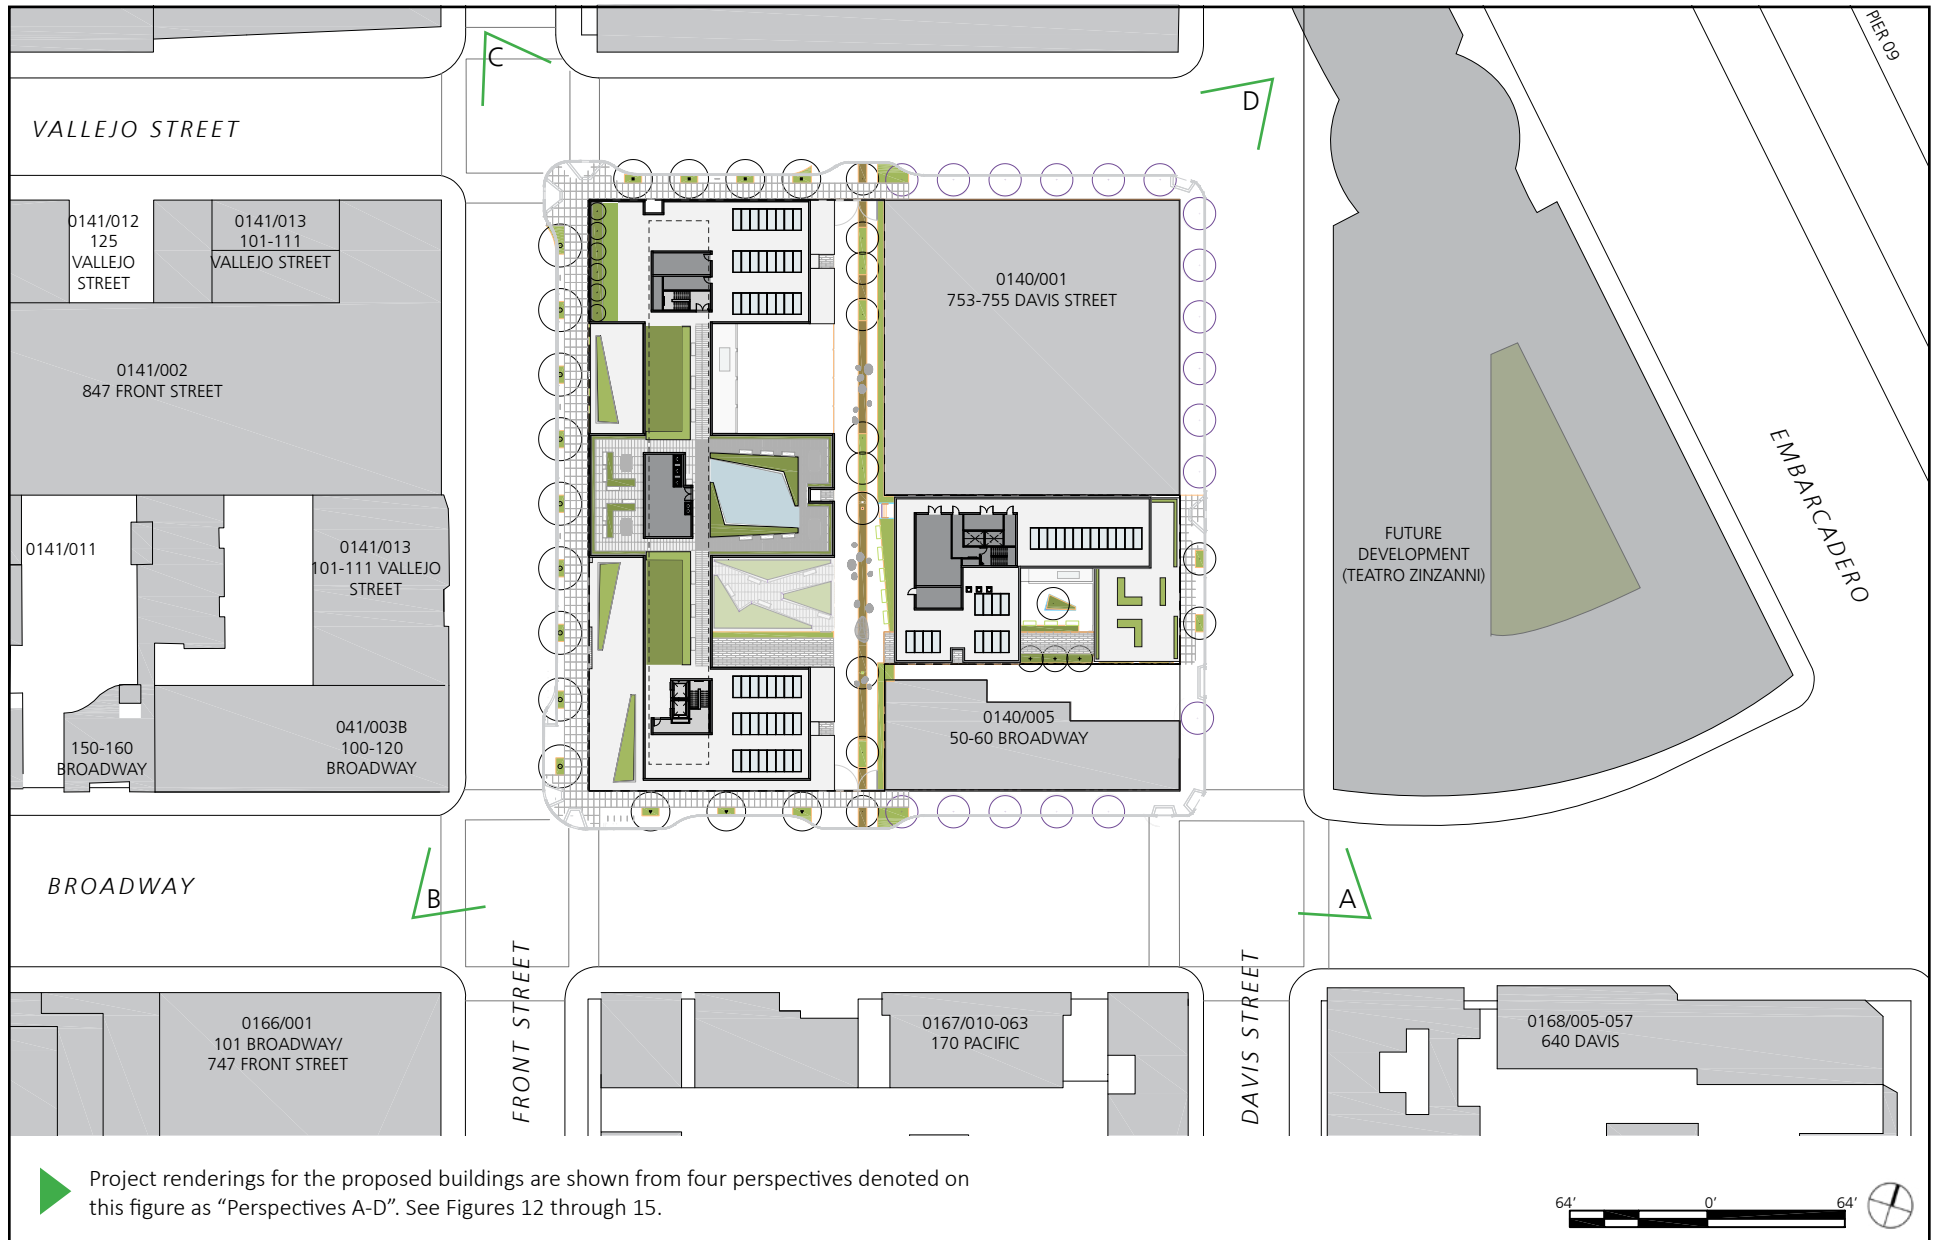 PIER 09
C
D
VALLEJO STREET
0141/012
125
VALLEJO
STREET
0141/013
101-111
VALLEJO STREET
0140/001
753-755 DAVIS STREET
0141/002
847 FRONT STREET
EMBARCADERO
0141/011
0141/013
101-111 VALLEJO
STREET
FUTURE
DEVELOPMENT
(TEATRO ZINZANNI)
150-160
BROADWAY
041/003B
100-120
BROADWAY
0140/005
50-60 BROADWAY
BROADWAY
B
A
FRONT STREET
DAVIS STREET
0166/001
101 BROADWAY/
747 FRONT STREET
0167/010-063
170 PACIFIC
0168/005-057
640 DAVIS
Project renderings for the proposed buildings are shown from four perspectives denoted on
this figure as “Perspectives A-D”. See Figures 12 through 15.
64’ 0’ 64’